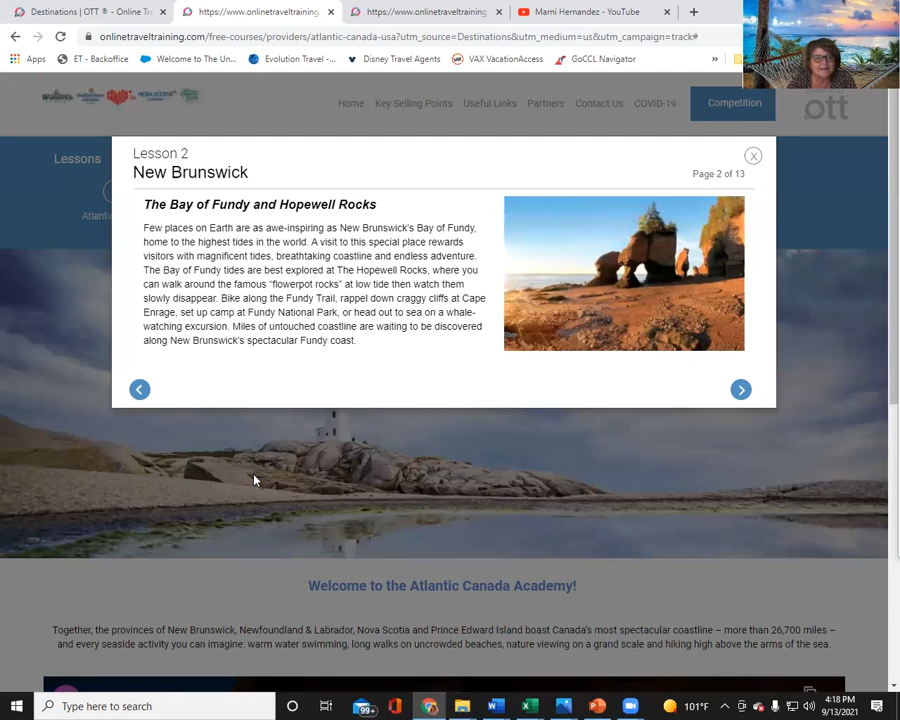 Destinations | OTT ® - Online Tra
https://www.onlinetraveltraining.
https://www.onlinetraveltraining.
Marni Hernandez - YouTube
onlinetraveltraining.com/free-courses/providers/atlantic-canada-usa?utm_source=Destinations&utm_medium=us&utm_campaign=track#
Apps
ET - Backoffice
Welcome to The Un...
Evolution Travel -...
Disney Travel Agents
VAX VacationAccess
GoCCL Navigator
»
Home
Key Selling Points
Useful Links
Partners
Contact Us
COVID-19
Competition
ott
Lessons
Lesson 2
X
New Brunswick
Page 2 of 13
The Bay of Fundy and Hopewell Rocks
Few places on Earth are as awe-inspiring as New Brunswick's Bay of Fundy,
home to the highest tides in the world. A visit to this special place rewards
visitors with magnificent tides, breathtaking coastline and endless adventure.
The Bay of Fundy tides are best explored at The Hopewell Rocks, where you
can walk around the famous "flowerpot rocks" at low tide then watch them
slowly disappear. Bike along the Fundy Trail, rappel down craggy cliffs at Cape
Enrage, set up camp at Fundy National Park, or head out to sea on a whale-
watching excursion. Miles of untouched coastline are waiting to be discovered
along New Brunswick's spectacular Fundy coast.
Atlantic
Welcome to the Atlantic Canada Academy!
Together, the provinces of New Brunswick, Newfoundland & Labrador, Nova Scotia and Prince Edward Island boast Canada's most spectacular coastline – more than 26,700 miles –
and every seaside activity you can imagine: warm water swimming, long walks on uncrowded beaches, nature viewing on a grand scale and hiking high above the arms of the sea.
Type here to search
99+
101°F
4:18 PM
9/13/2021